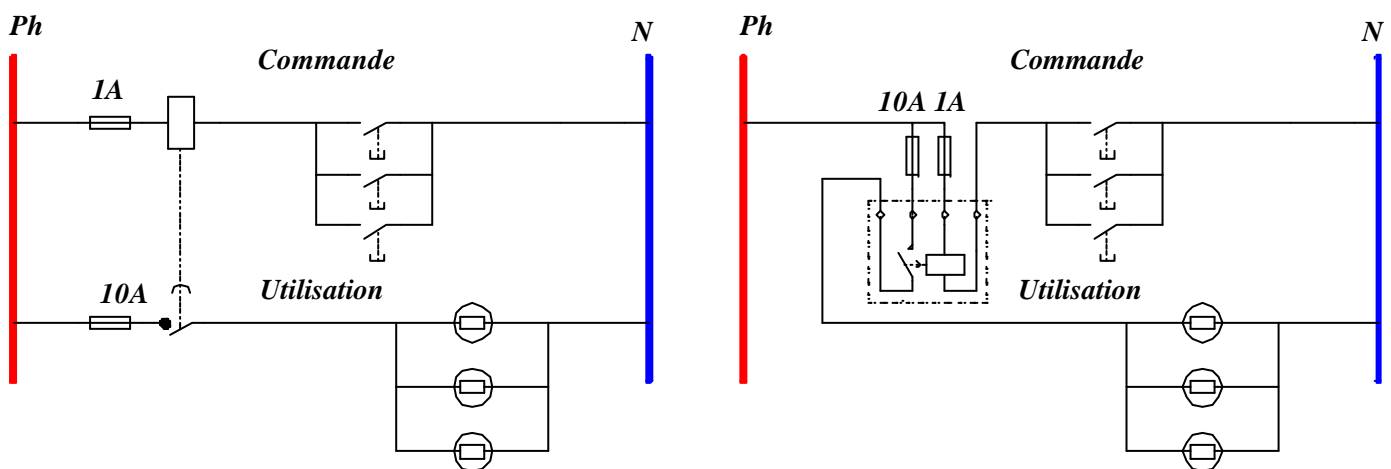 Ph
N
Commande
1A
10A
Utilisation
Ph
N
Commande
10A 1A
Utilisation